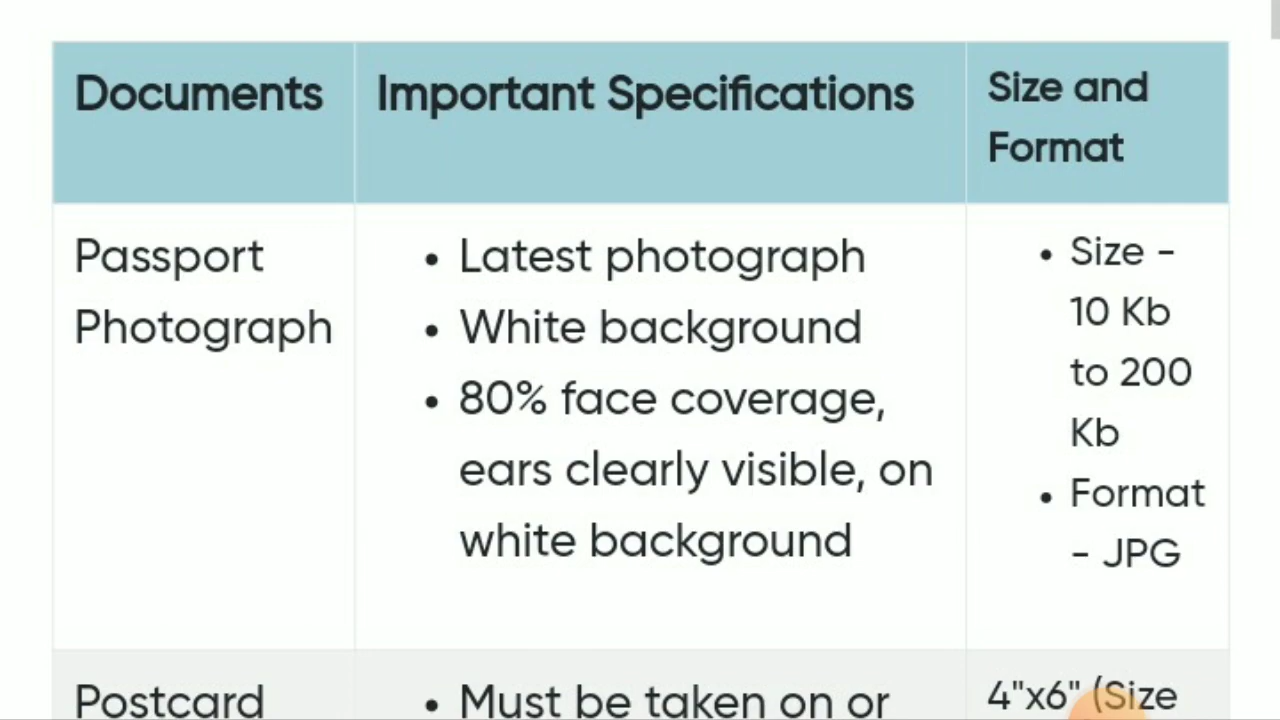 Documents
Important Specifications
Size and
Format
Passport
Photograph
• Latest photograph
• White background
• 80% face coverage,
ears clearly visible, on
white background
• Size -
10 Kb
to 200
Kb
• Format
- JPG
Postcard
• Must be taken on or
4"x6" (Size